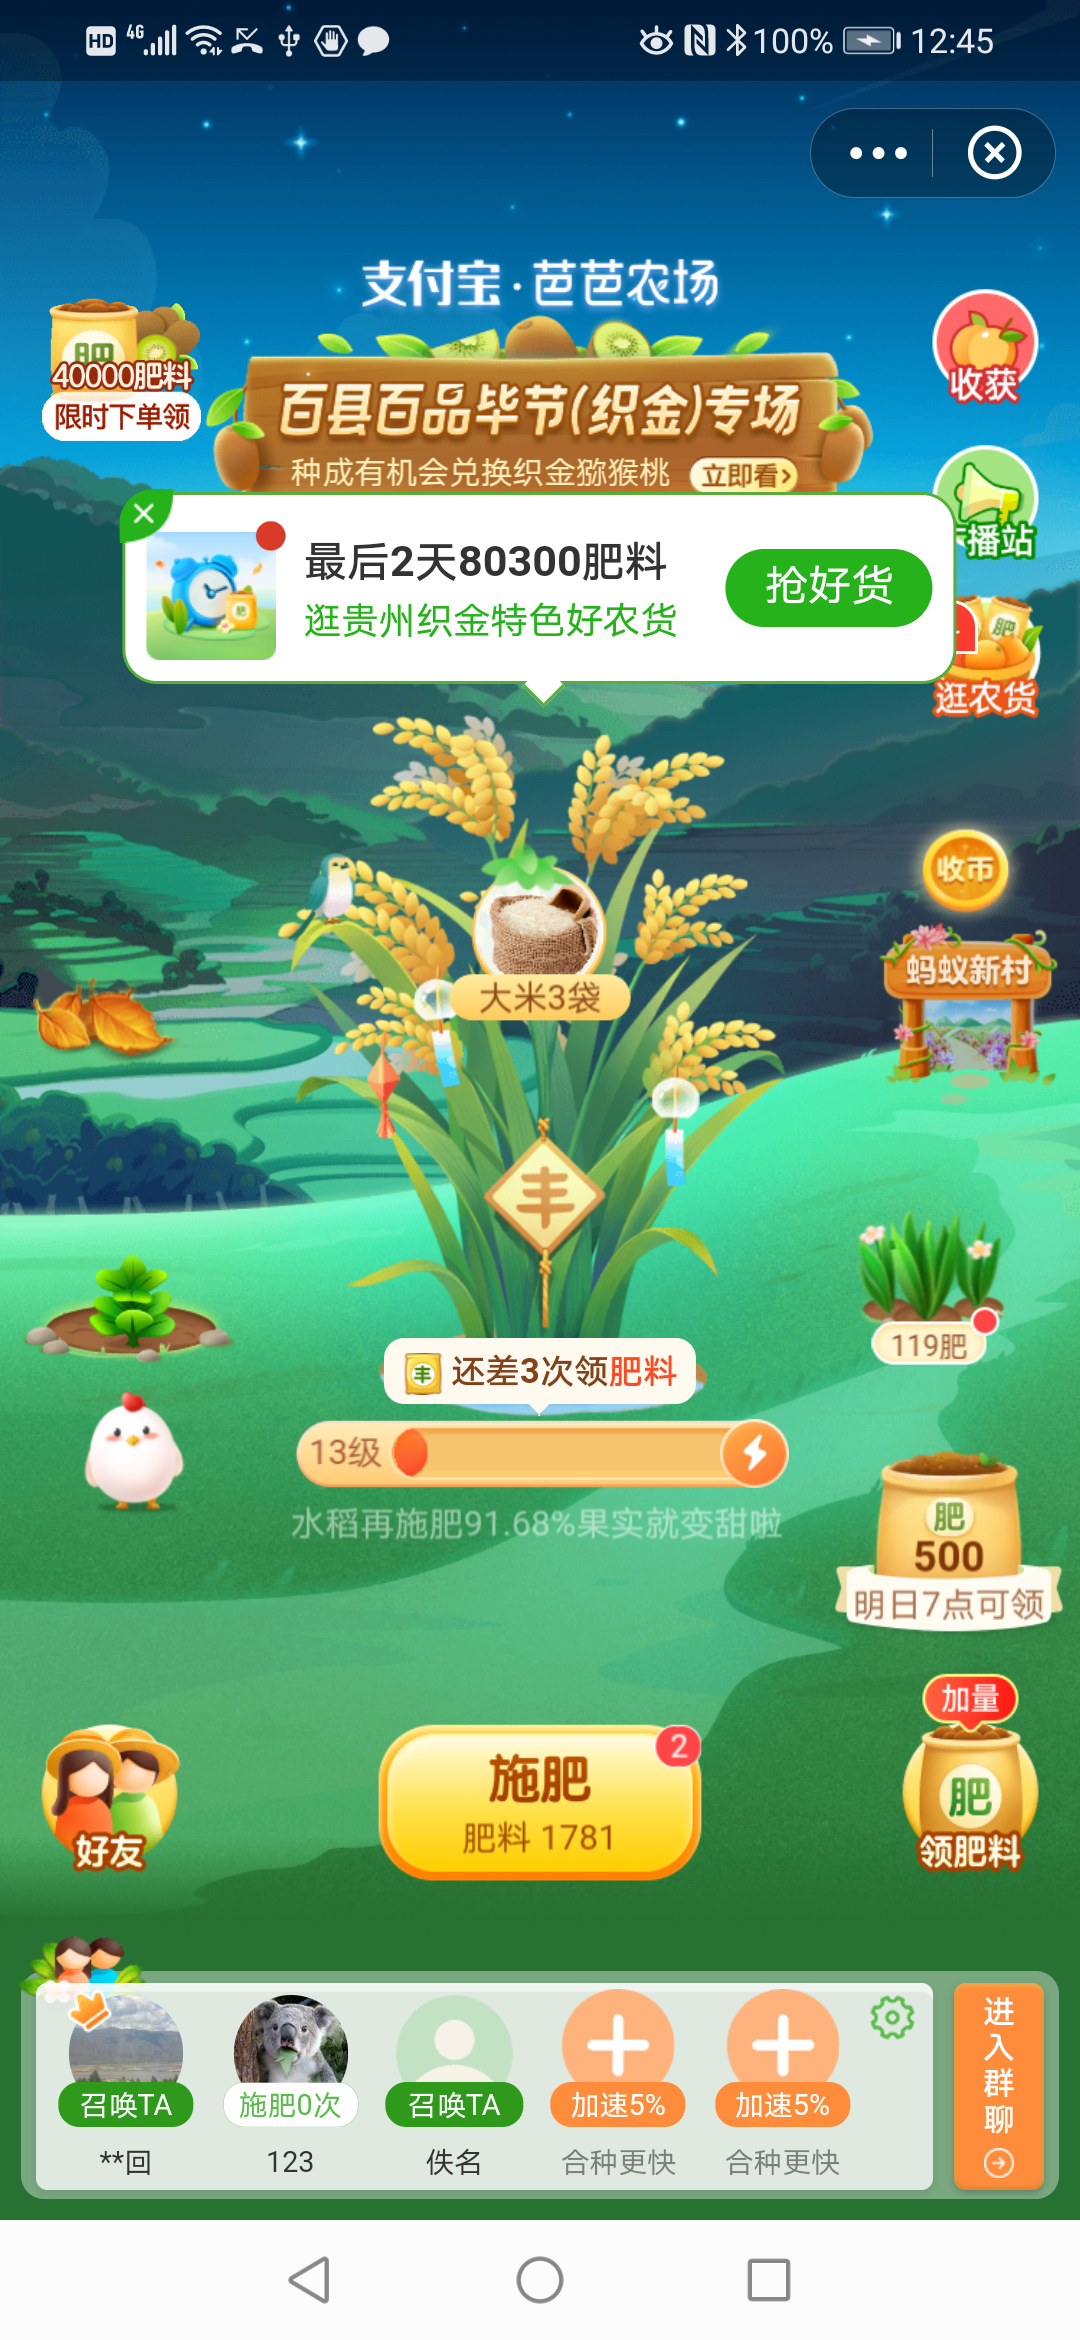 HD 4G 100% 12:45
支付宝·芭芭农场
百县百品毕节(织金)专场
种成有机会兑换织金猕猴桃 立即看>
肥
40000肥料
限时下单领
收获
播站
最后2天80300肥料
逛贵州织金特色好农货
抢好货
肥
肥
逛农货
收币
蚂蚁新村
大米3袋
丰
119肥
丰 还差3次领肥料
13级
水稻再施肥91.68%果实就变甜啦
肥
500
明日7点可领
加量
肥
领肥料
好友
施肥
2
肥料 1781
召唤TA 施肥0次 召唤TA 加速5% 加速5%
**回 123 佚名 合种更快 合种更快
进入群聊